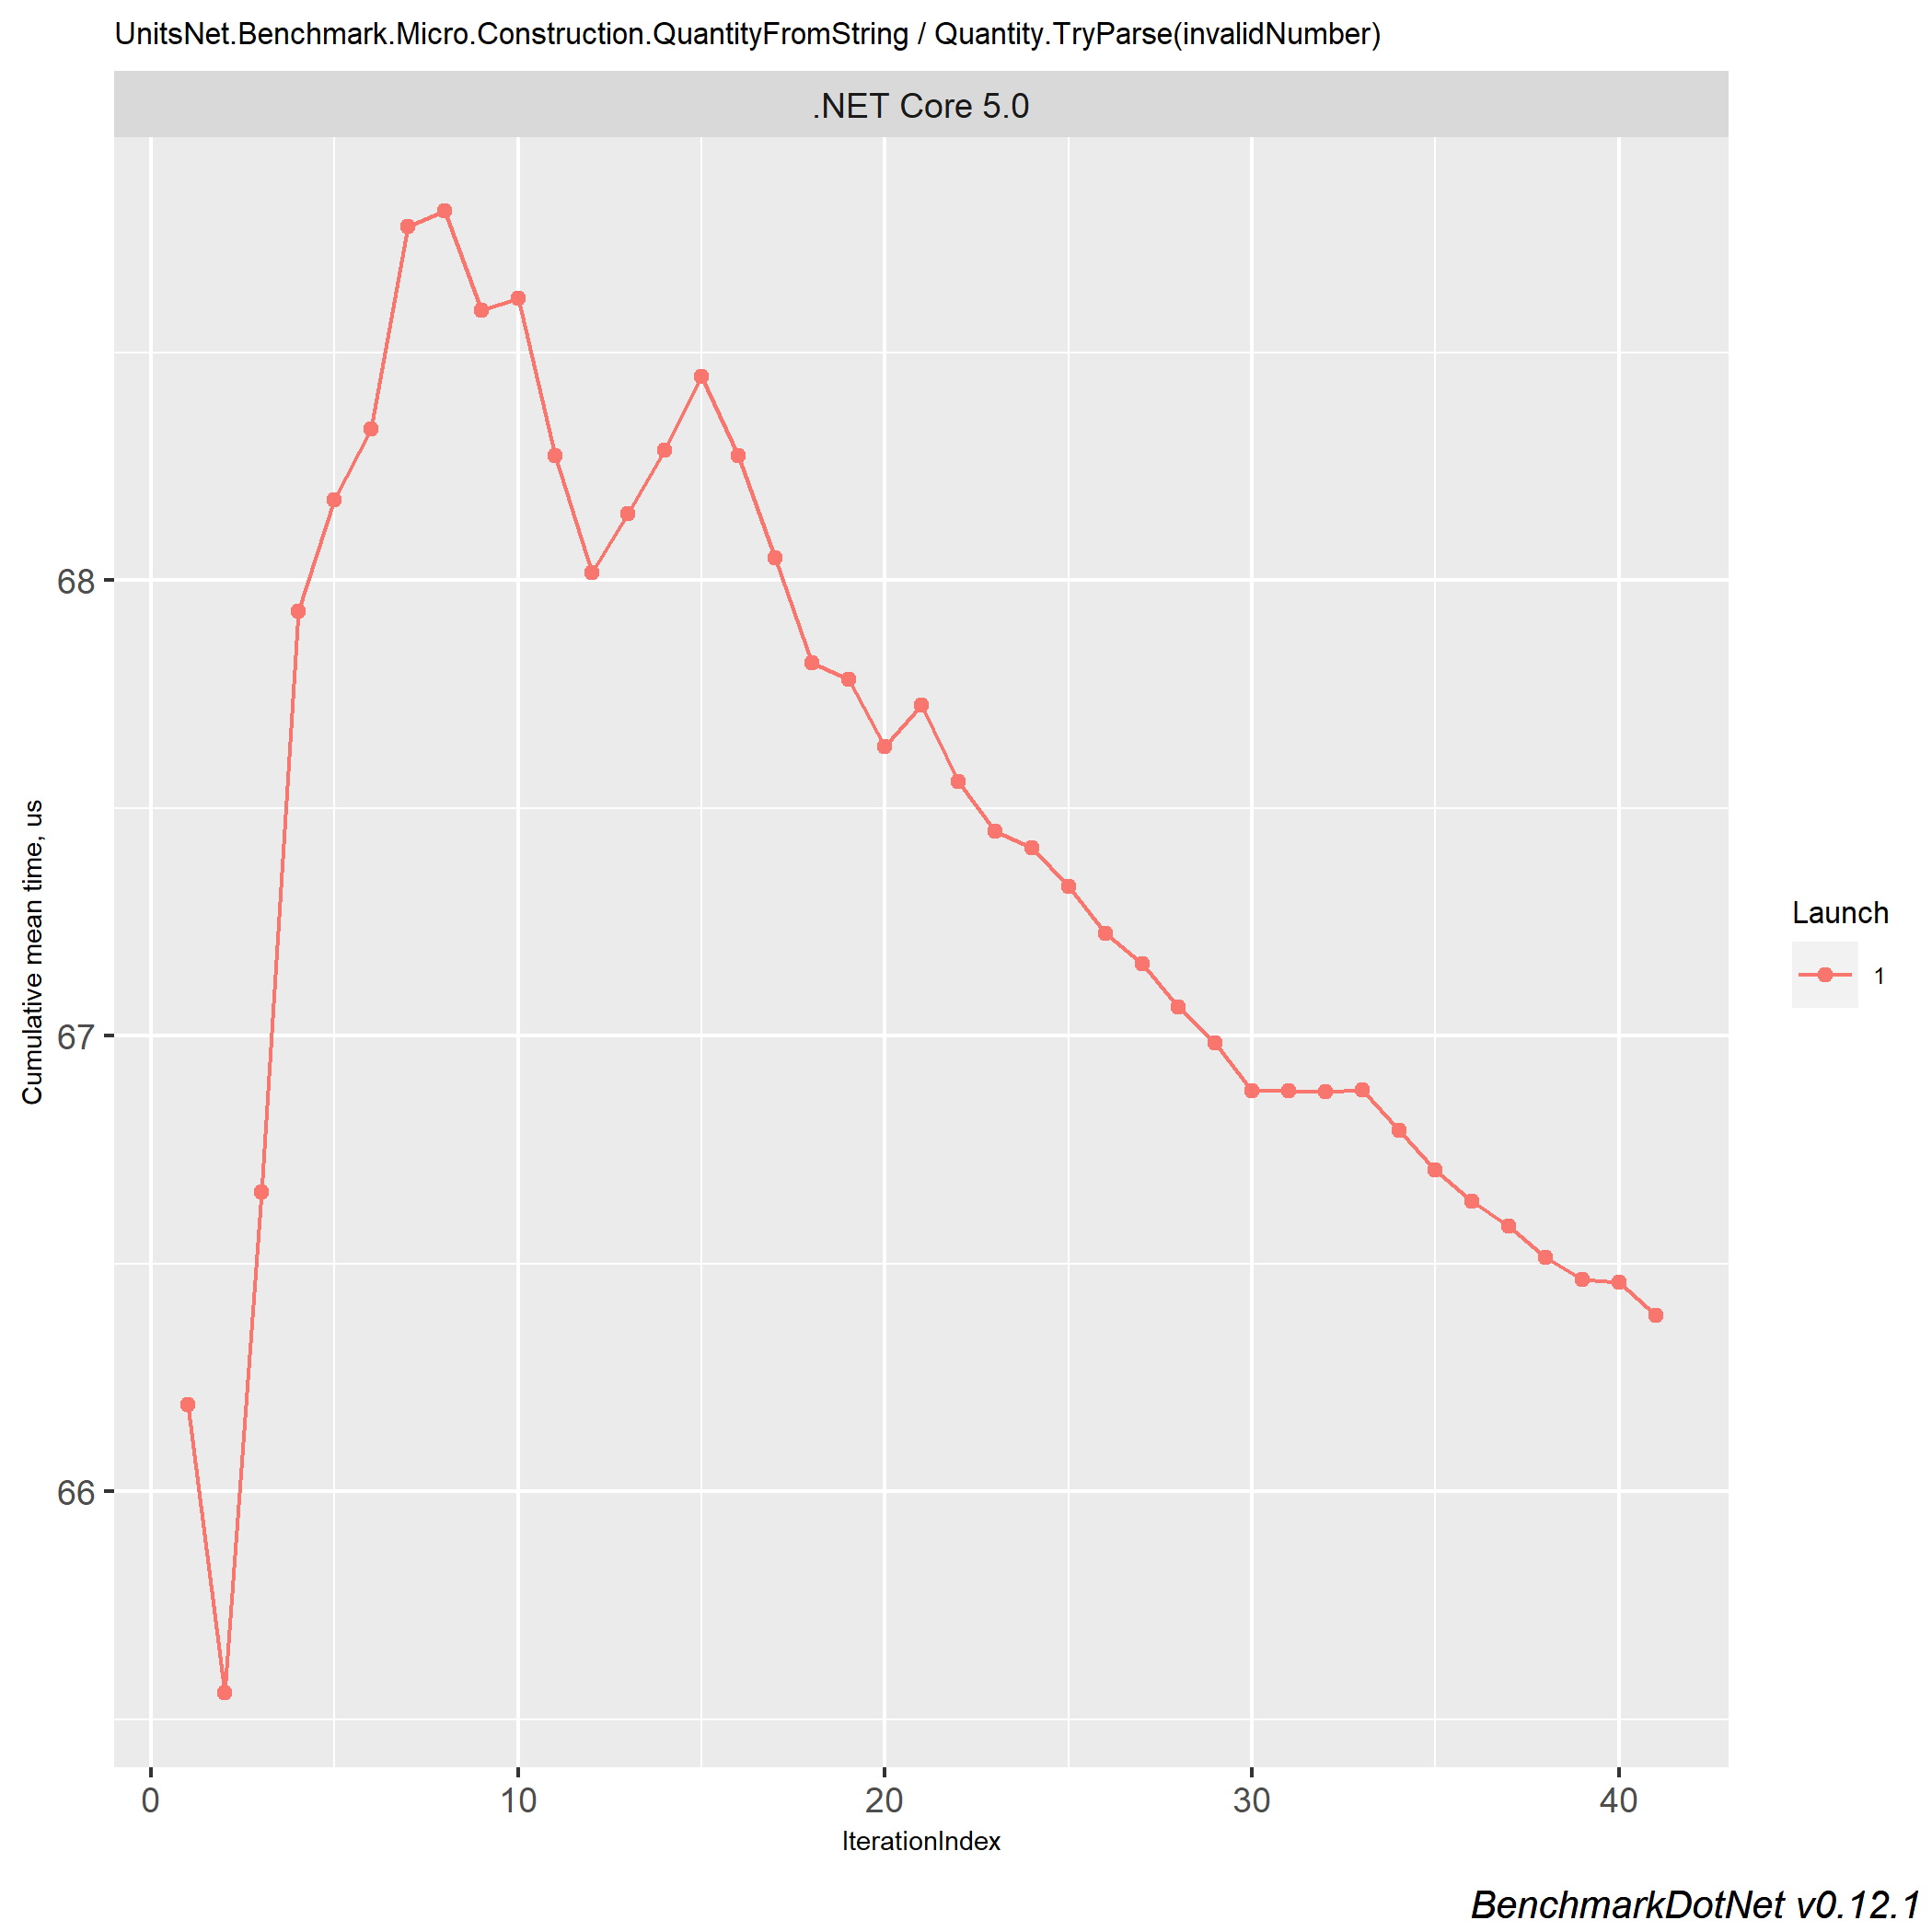 UnitsNet.Benchmark.Micro.Construction.QuantityFromString / Quantity.TryParse(invalidNumber)
.NET Core 5.0
68
67
66
Cumulative mean time, us
0 10 20 30 40
IterationIndex
Launch
1
BenchmarkDotNet v0.12.1